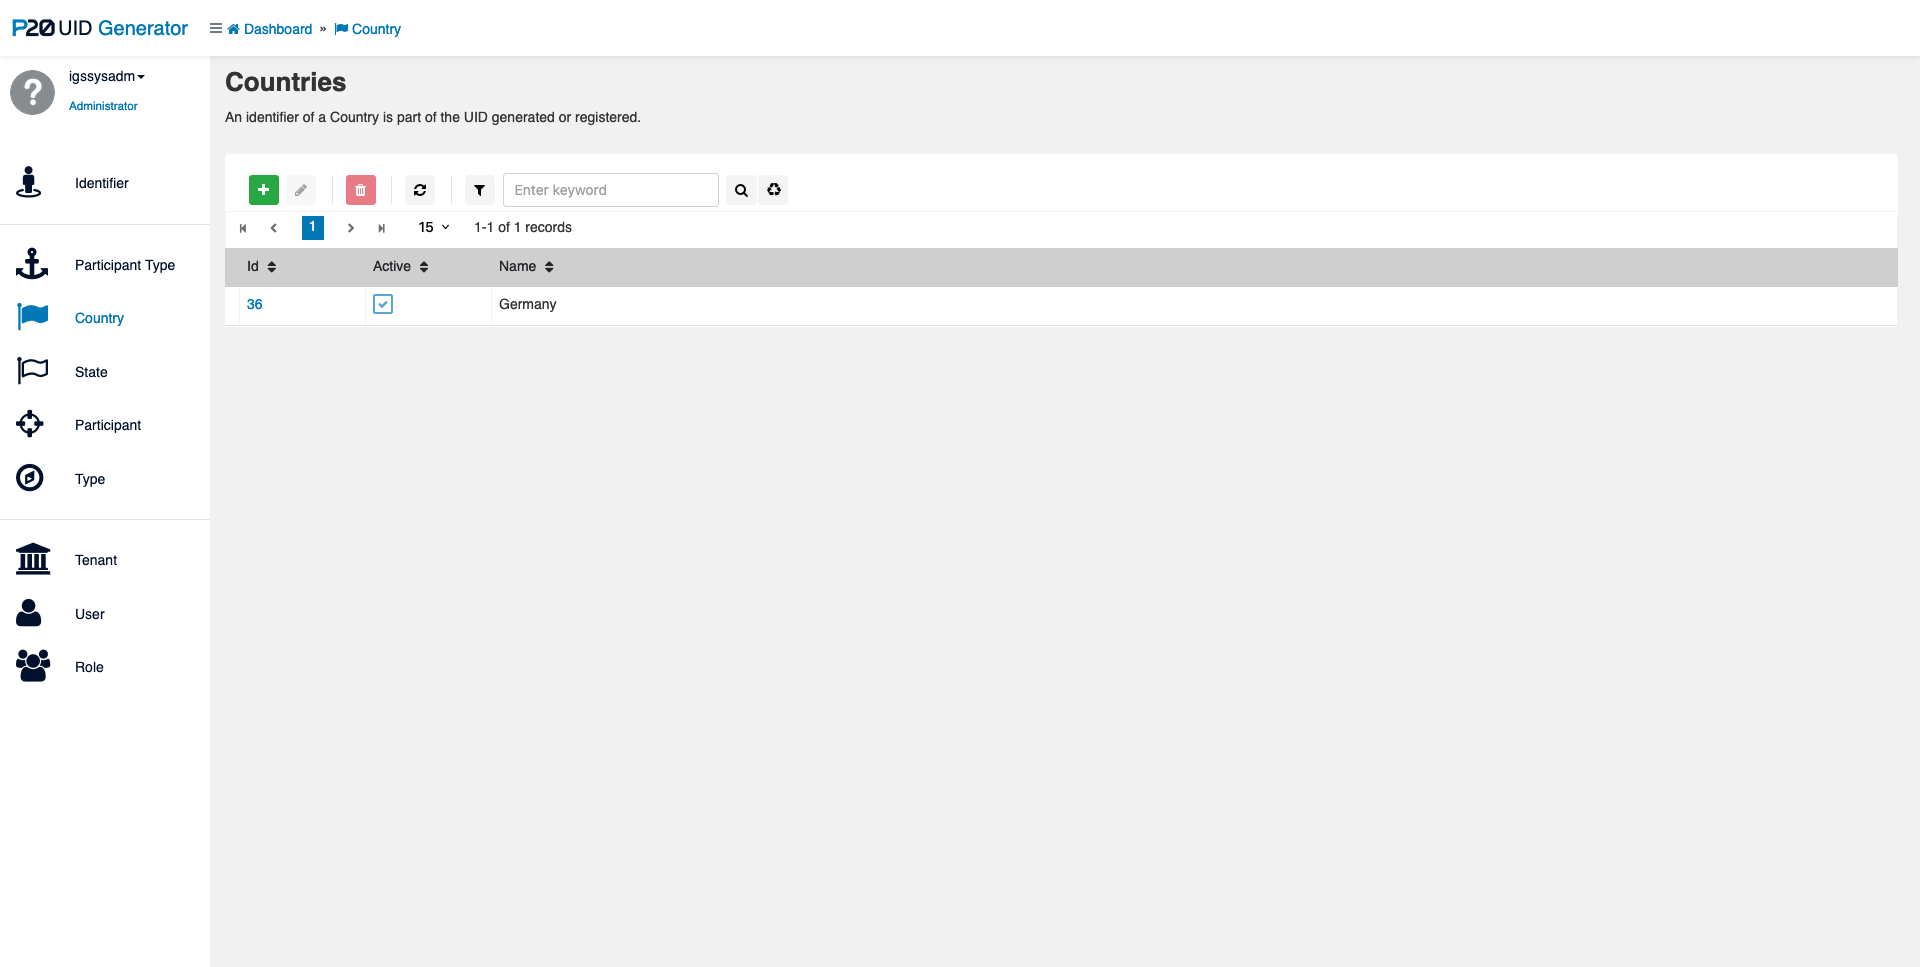 P20 UID Generator
Dashboard » Country
igssysadm
Administrator
Identifier
Participant Type
Country
State
Participant
Type
Tenant
User
Role
Countries
An identifier of a Country is part of the UID generated or registered.
Enter keyword
1 15 1-1 of 1 records
Id Active Name
36 Germany